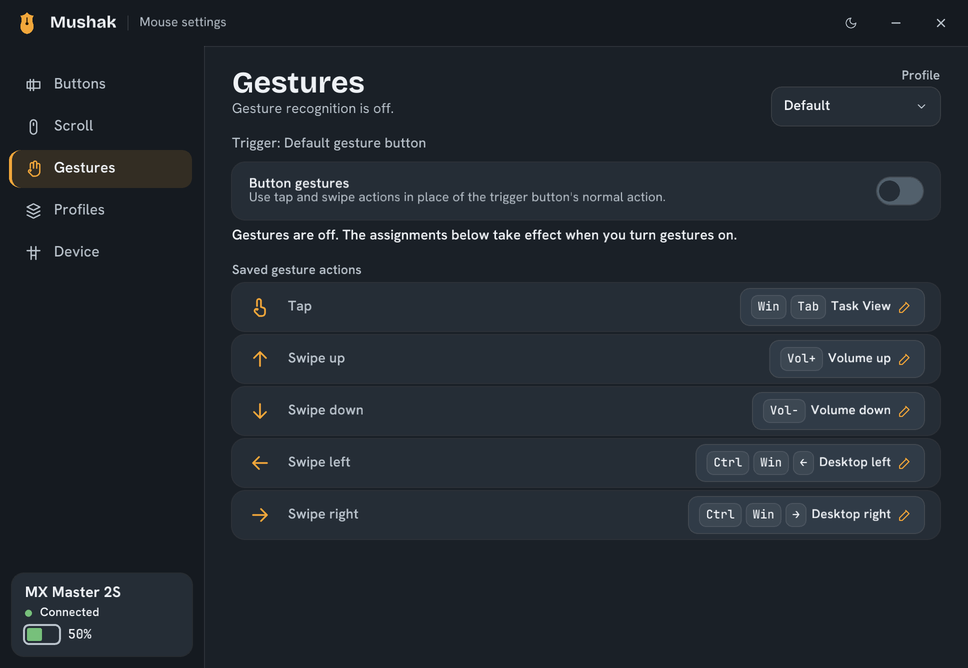 Mushak
Mouse settings
Buttons
Scroll
Gestures
Profiles
Device
MX Master 2S
Connected
50%
Gestures
Gesture recognition is off.
Profile
Default
Trigger: Default gesture button
Button gestures
Use tap and swipe actions in place of the trigger button's normal action.
Gestures are off. The assignments below take effect when you turn gestures on.
Saved gesture actions
Tap Win Tab Task View
Swipe up Vol+ Volume up
Swipe down Vol- Volume down
Swipe left Ctrl Win ← Desktop left
Swipe right Ctrl Win → Desktop right